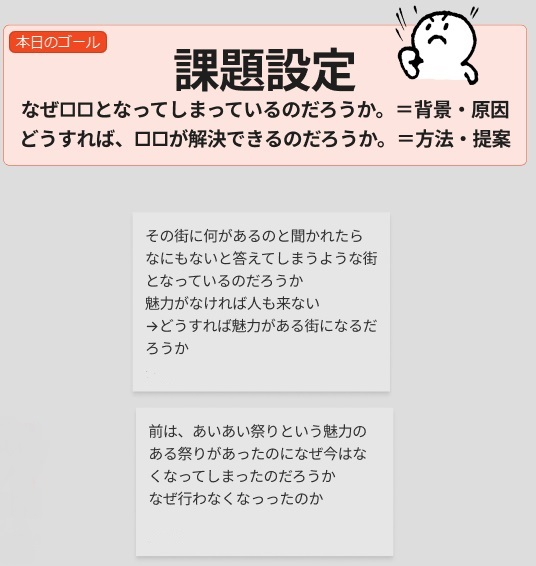 本日のゴール
課題設定
なぜ□□となってしまっているのだろうか。＝背景・原因
どうすれば、□□が解決できるのだろうか。＝方法・提案
その街に何があるのと聞かれたら
なにもないと答えてしまうような街
となっているのだろうか
魅力がなければ人も来ない
→どうすれば魅力がある街になるだ
ろうか
前は、あいあい祭りという魅力の
ある祭りがあったのになぜ今はな
くなってしまったのだろうか
なぜ行わなくなっったのか